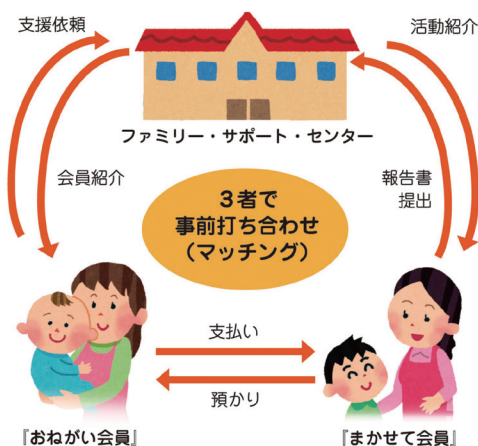 支援依頼
活動紹介
ファミリー・サポート・センター
会員紹介
3者で
事前打ち合わせ
(マッチング)
報告書
提出
支払い
預かり
『おねがい会員』
『まかせて会員』